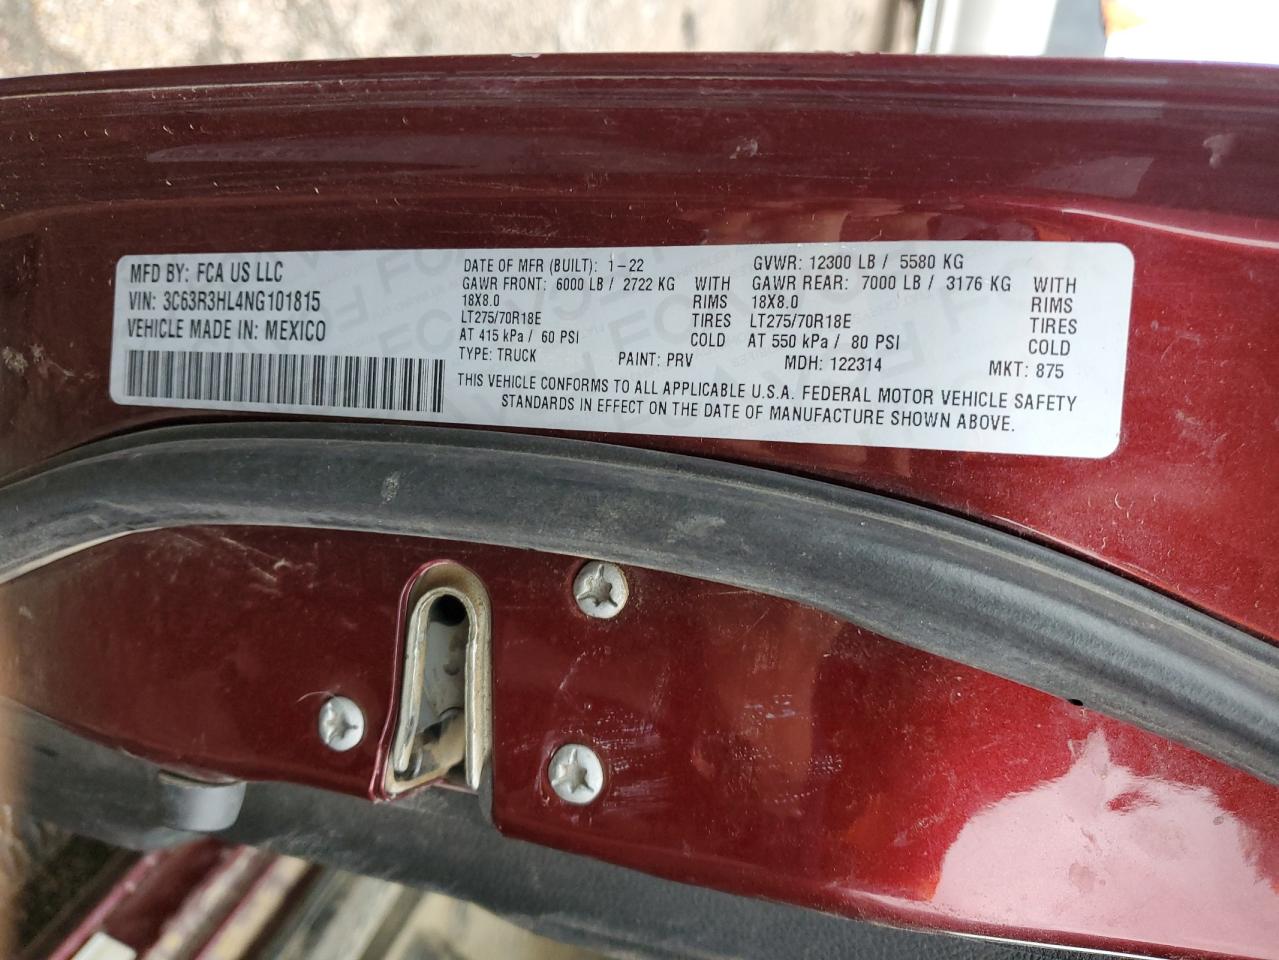 MFD BY: FCA US LLC
VIN: 3C63R3HL4NG101815
VEHICLE MADE IN: MEXICO
DATE OF MFR (BUILT): 1-22 GVWR: 12300 LB / 5580 KG
GAWR FRONT: 6000 LB / 2722 KG WITH GAWR REAR: 7000 LB / 3176 KG WITH
18X8.0 RIMS 18X8.0 RIMS
LT275/70R18E TIRES LT275/70R18E TIRES
AT 415 kPa / 60 PSI COLD AT 550 kPa / 80 PSI COLD
TYPE: TRUCK PAINT: PRV MDH: 122314 MKT: 875
THIS VEHICLE CONFORMS TO ALL APPLICABLE U.S.A. FEDERAL MOTOR VEHICLE SAFETY
STANDARDS IN EFFECT ON THE DATE OF MANUFACTURE SHOWN ABOVE.